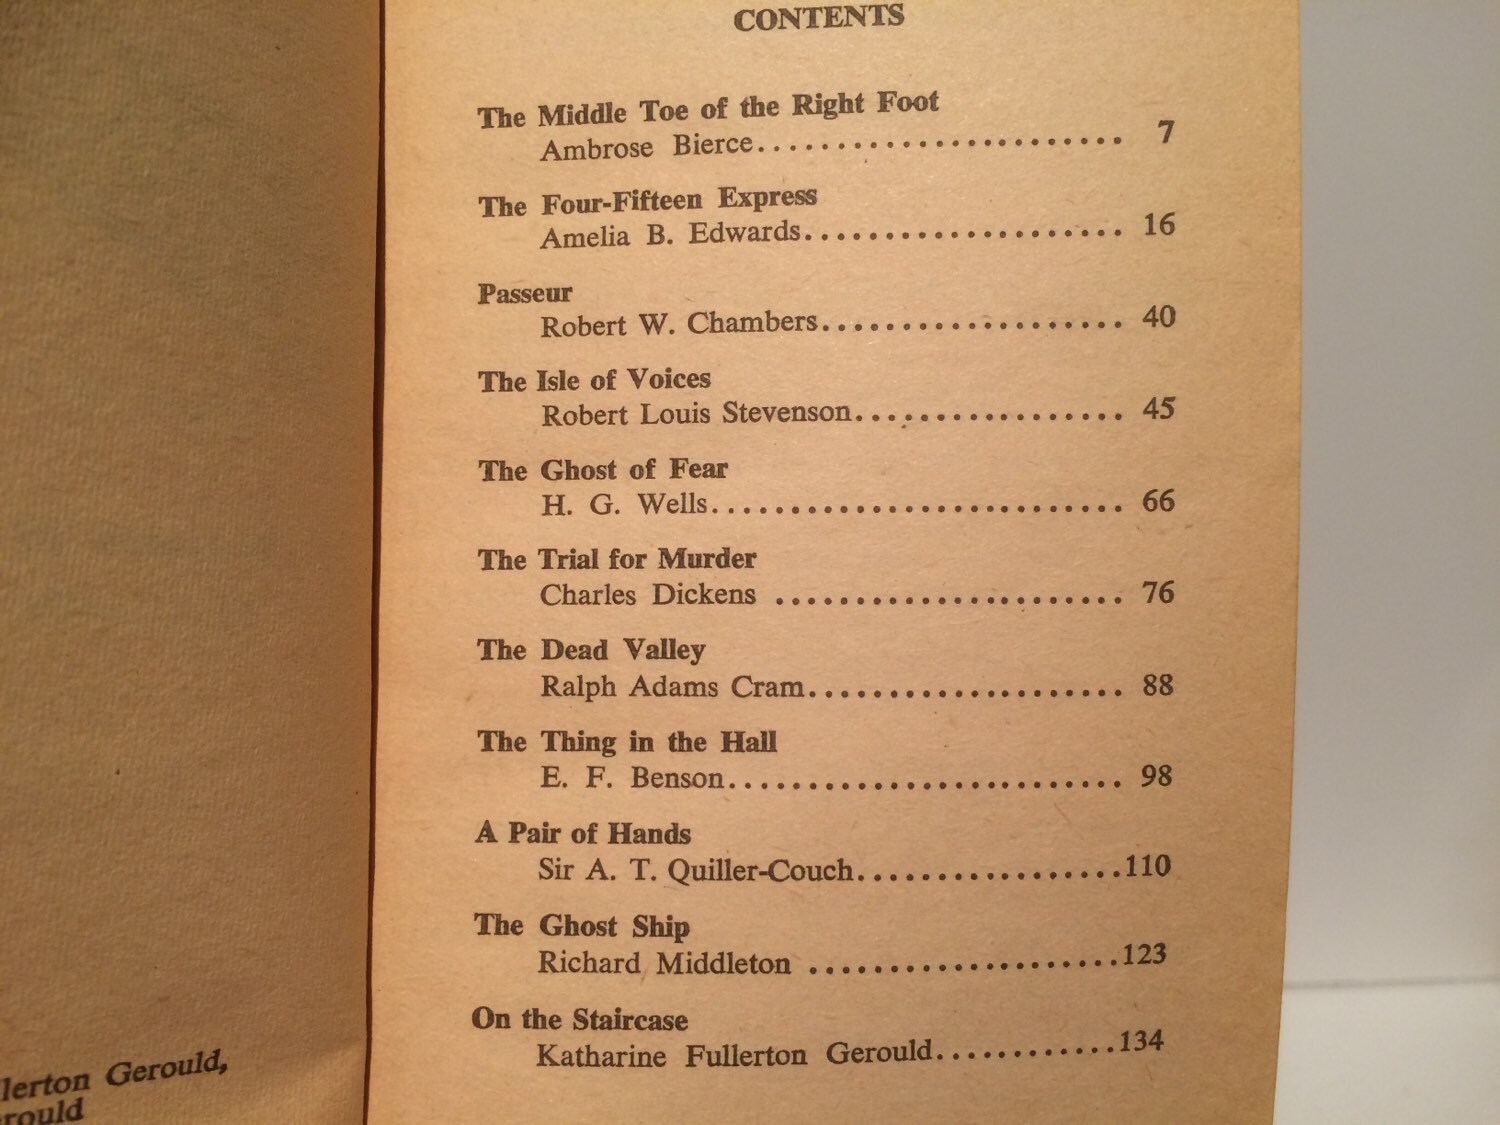 CONTENTS
The Middle Toe of the Right Foot
Ambrose Bierce....................... 7
The Four-Fifteen Express
Amelia B. Edwards.................... 16
Passeur
Robert W. Chambers................... 40
The Isle of Voices
Robert Louis Stevenson................. 45
The Ghost of Fear
H. G. Wells.......................... 66
The Trial for Murder
Charles Dickens ...................... 76
The Dead Valley
Ralph Adams Cram.................... 88
The Thing in the Hall
E. F. Benson......................... 98
A Pair of Hands
Sir A. T. Quiller-Couch.................110
The Ghost Ship
Richard Middleton ....................123
On the Staircase
Katharine Fullerton Gerould............134
llerton Gerould,
erould